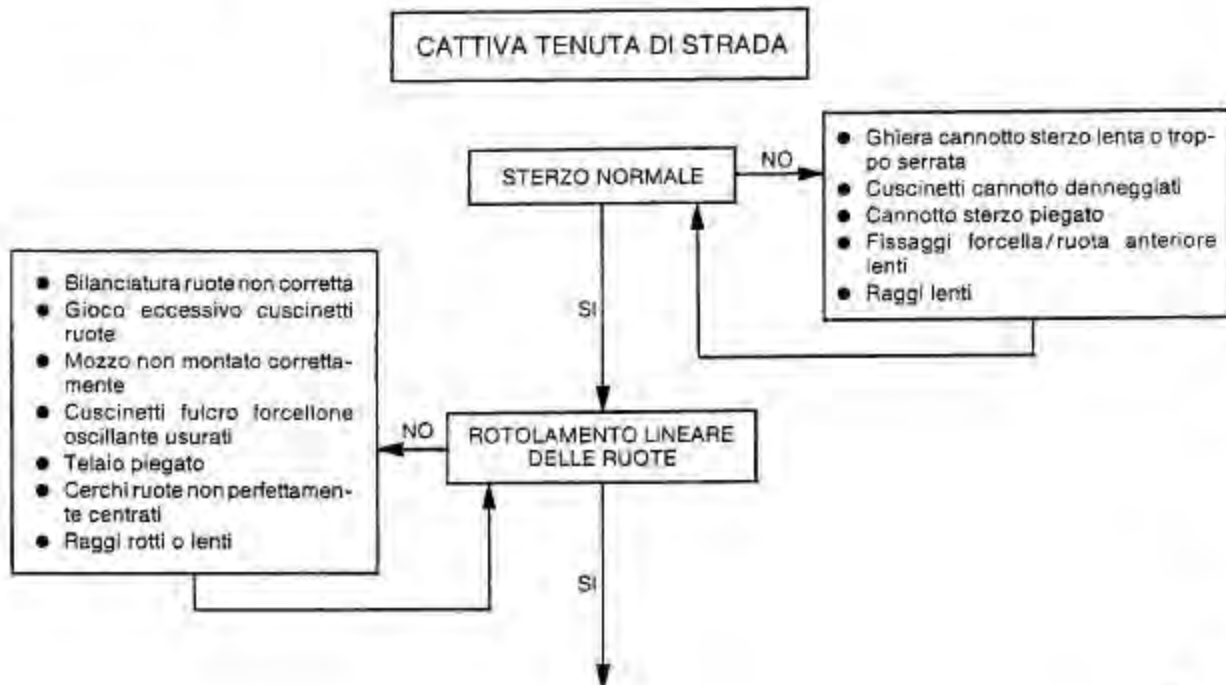 CATTIVA TENUTA DI STRADA
STERZO NORMALE
NO
● Ghiera cannotto sterzo lenta o trop-
po serrata
● Cuscinetti cannotto danneggiati
● Cannotto sterzo piegato
● Fissaggi forcella/ruota anteriore
lenti
● Raggi lenti
SI
● Bilanciatura ruote non corretta
● Gioco eccessivo cuscinetti
ruote
● Mozzo non montato corretta-
mente
● Cuscinetti fulcro forcellone
oscillante usurati
● Telaio piegato
● Cerchi ruote non perfettamen-
te centrati
● Raggi rotti o lenti
NO
ROTOLAMENTO LINEARE
DELLE RUOTE
SI